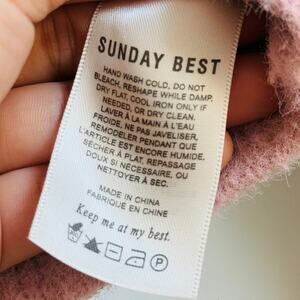 SUNDAY BEST
HAND WASH COLD, DO NOT
BLEACH, RESHAPE WHILE DAMP,
DRY FLAT, COOL IRON ONLY IF
NEEDED, OR DRY CLEAN.
LAVER À LA MAIN À L'EAU
FROIDE, NE PAS JAVELISER,
REMODELER PENDANT QUE
L'ARTICLE EST ENCORE HUMIDE,
SÉCHER À PLAT, REPASSAGE
DOUX SI NÉCESSAIRE, OU
NETTOYER À SEC.
MADE IN CHINA
FABRIQUE EN CHINE
Keep me at my best.
P